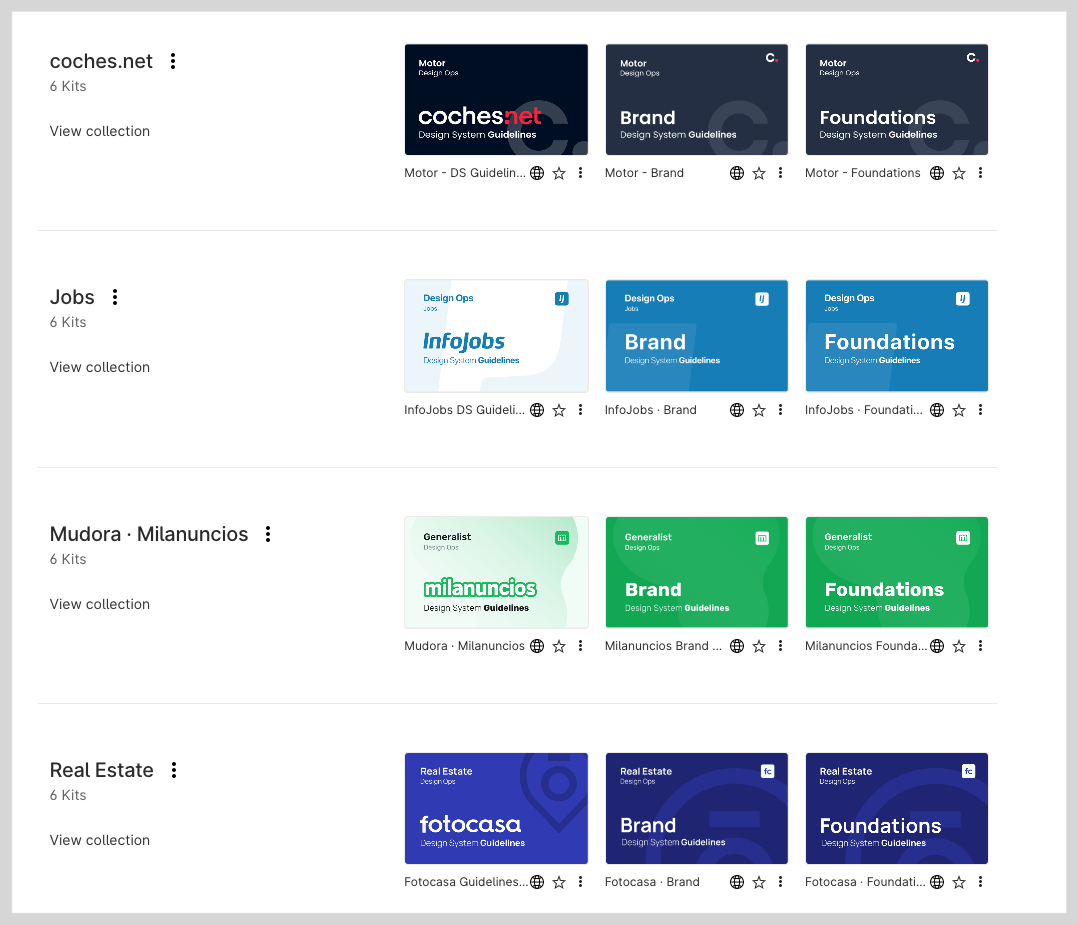 coches.net
6 Kits
View collection
Motor
Design Ops
coches.net
Design System Guidelines
Motor - DS Guidelin...
Motor
Design Ops
C.
Brand
Design System Guidelines
Motor - Brand
Motor
Design Ops
C.
Foundations
Design System Guidelines
Motor - Foundations
Jobs
6 Kits
View collection
Design Ops
Jobs
IJ
InfoJobs
Design System Guidelines
InfoJobs DS Guideli...
Design Ops
Jobs
IJ
Brand
Design System Guidelines
InfoJobs · Brand
Design Ops
Jobs
IJ
Foundations
Design System Guidelines
InfoJobs · Foundati...
Mudora · Milanuncios
6 Kits
View collection
Generalist
Design Ops
m
milanuncios
Design System Guidelines
Mudora · Milanuncios
Generalist
Design Ops
m
Brand
Design System Guidelines
Milanuncios Brand ...
Generalist
Design Ops
m
Foundations
Design System Guidelines
Milanuncios Founda...
Real Estate
6 Kits
View collection
Real Estate
Design Ops
fotocasa
Design System Guidelines
Fotocasa Guidelines...
Real Estate
Design Ops
fc
Brand
Design System Guidelines
Fotocasa · Brand
Real Estate
Design Ops
fc
Foundations
Design System Guidelines
Fotocasa · Foundati...